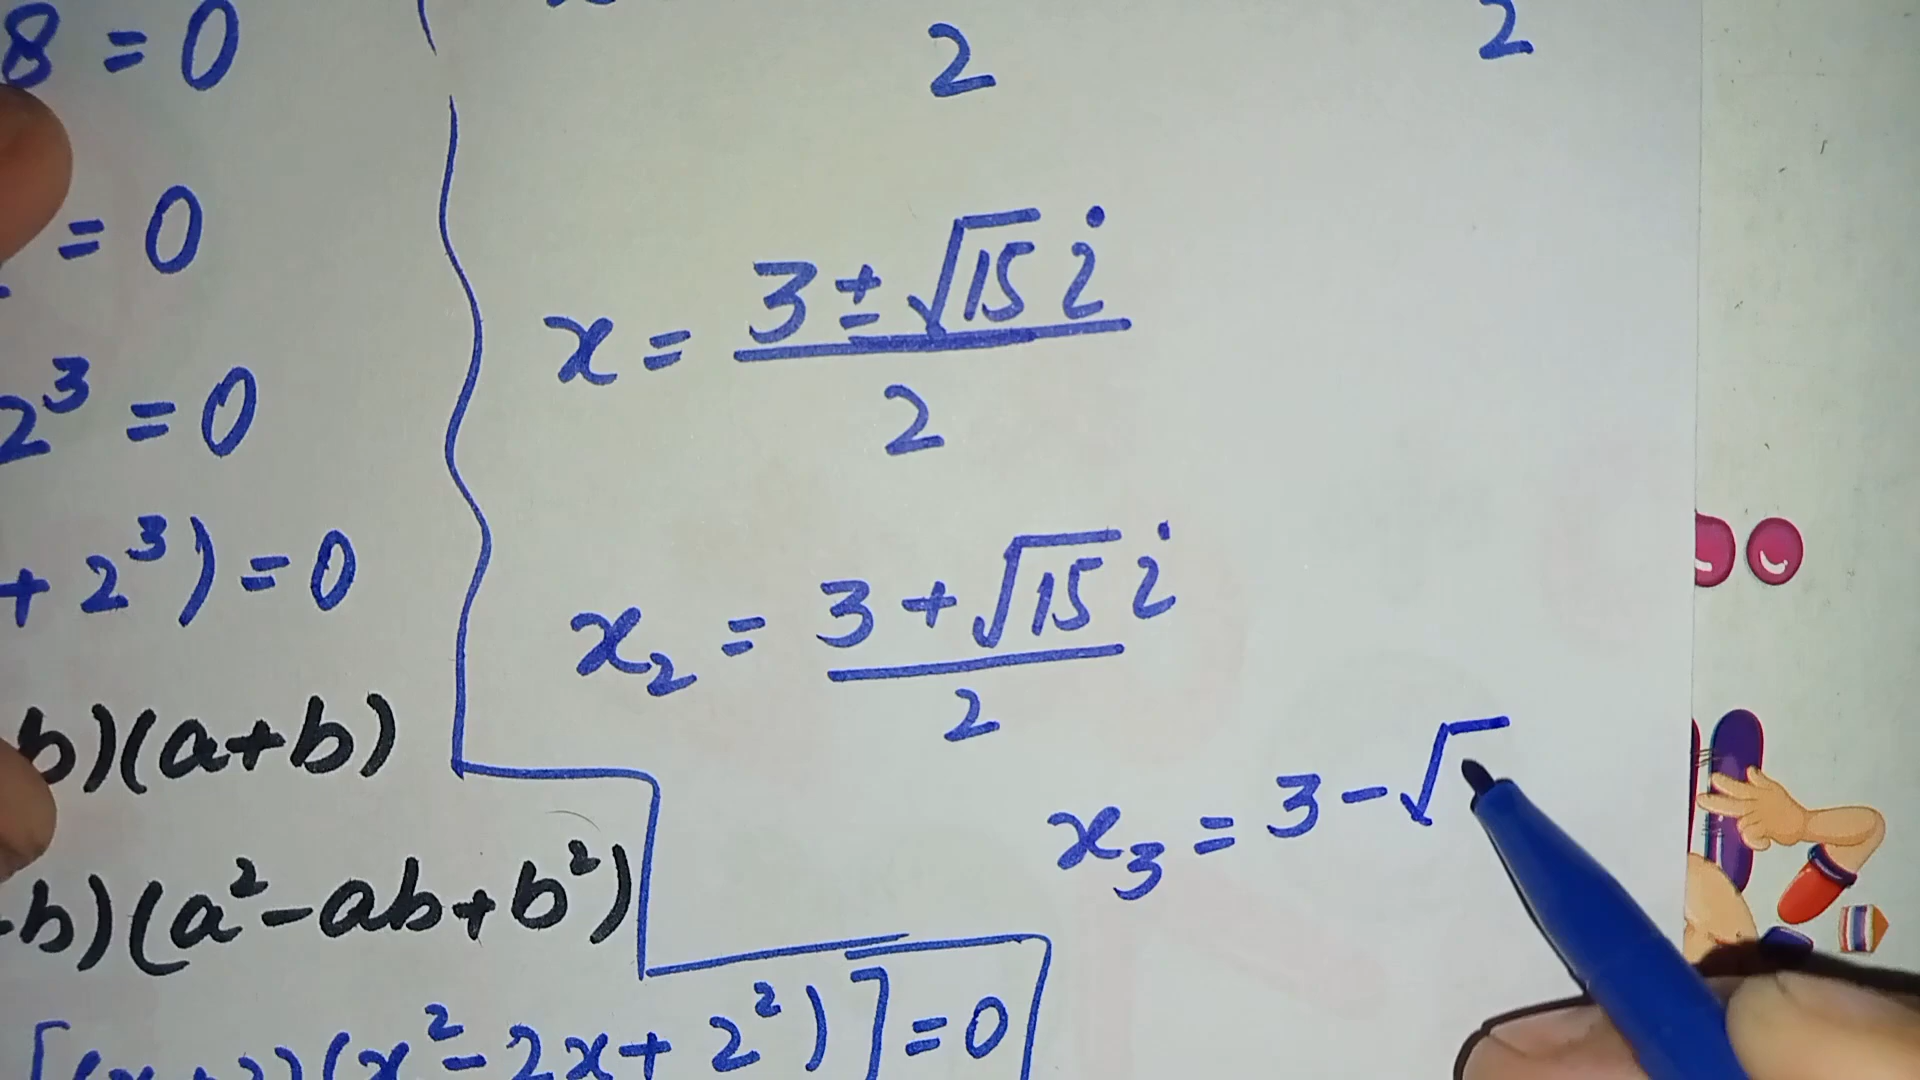 8 = 0
= 0
2³ = 0
+ 2³) = 0
b)(a+b)
b)(a²-ab+b²)
(x²-2x+2²)] = 0
2
2
x = 3 ± √15 i
2
x₂ = 3 + √15 i
2
x₃ = 3 - √